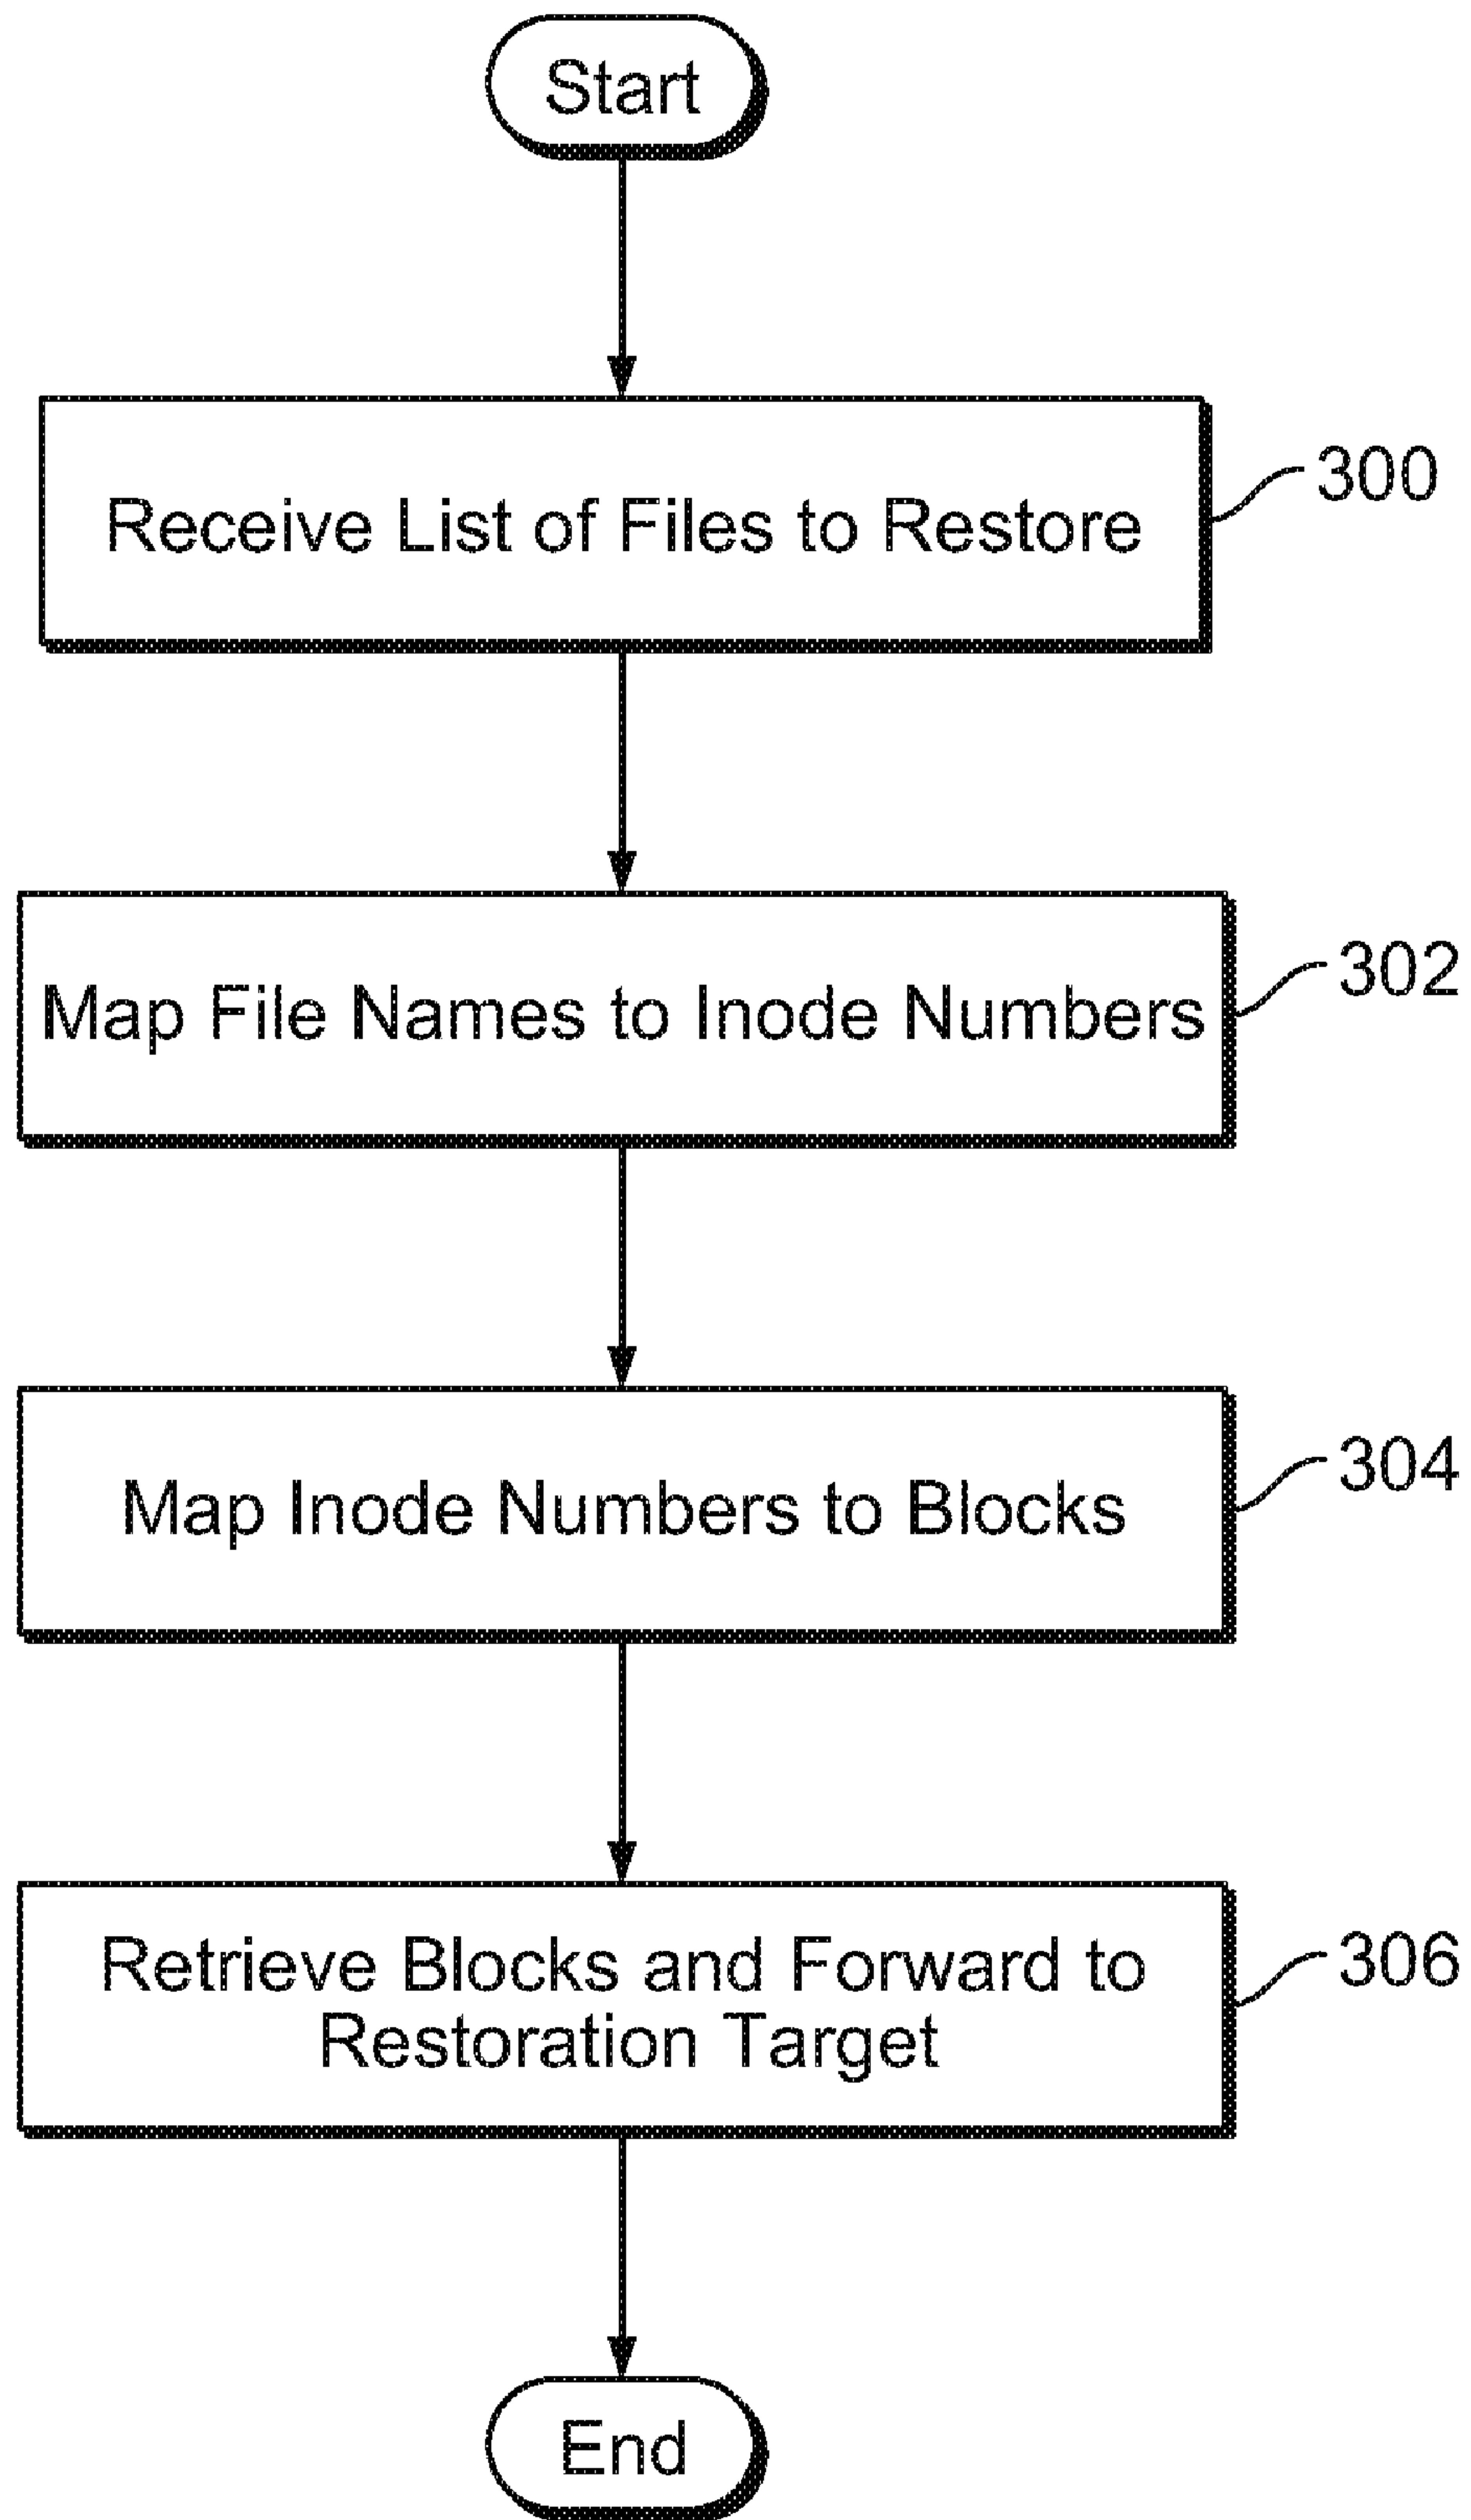 Start
Receive List of Files to Restore
300
Map File Names to Inode Numbers
302
Map Inode Numbers to Blocks
304
Retrieve Blocks and Forward to
Restoration Target
306
End